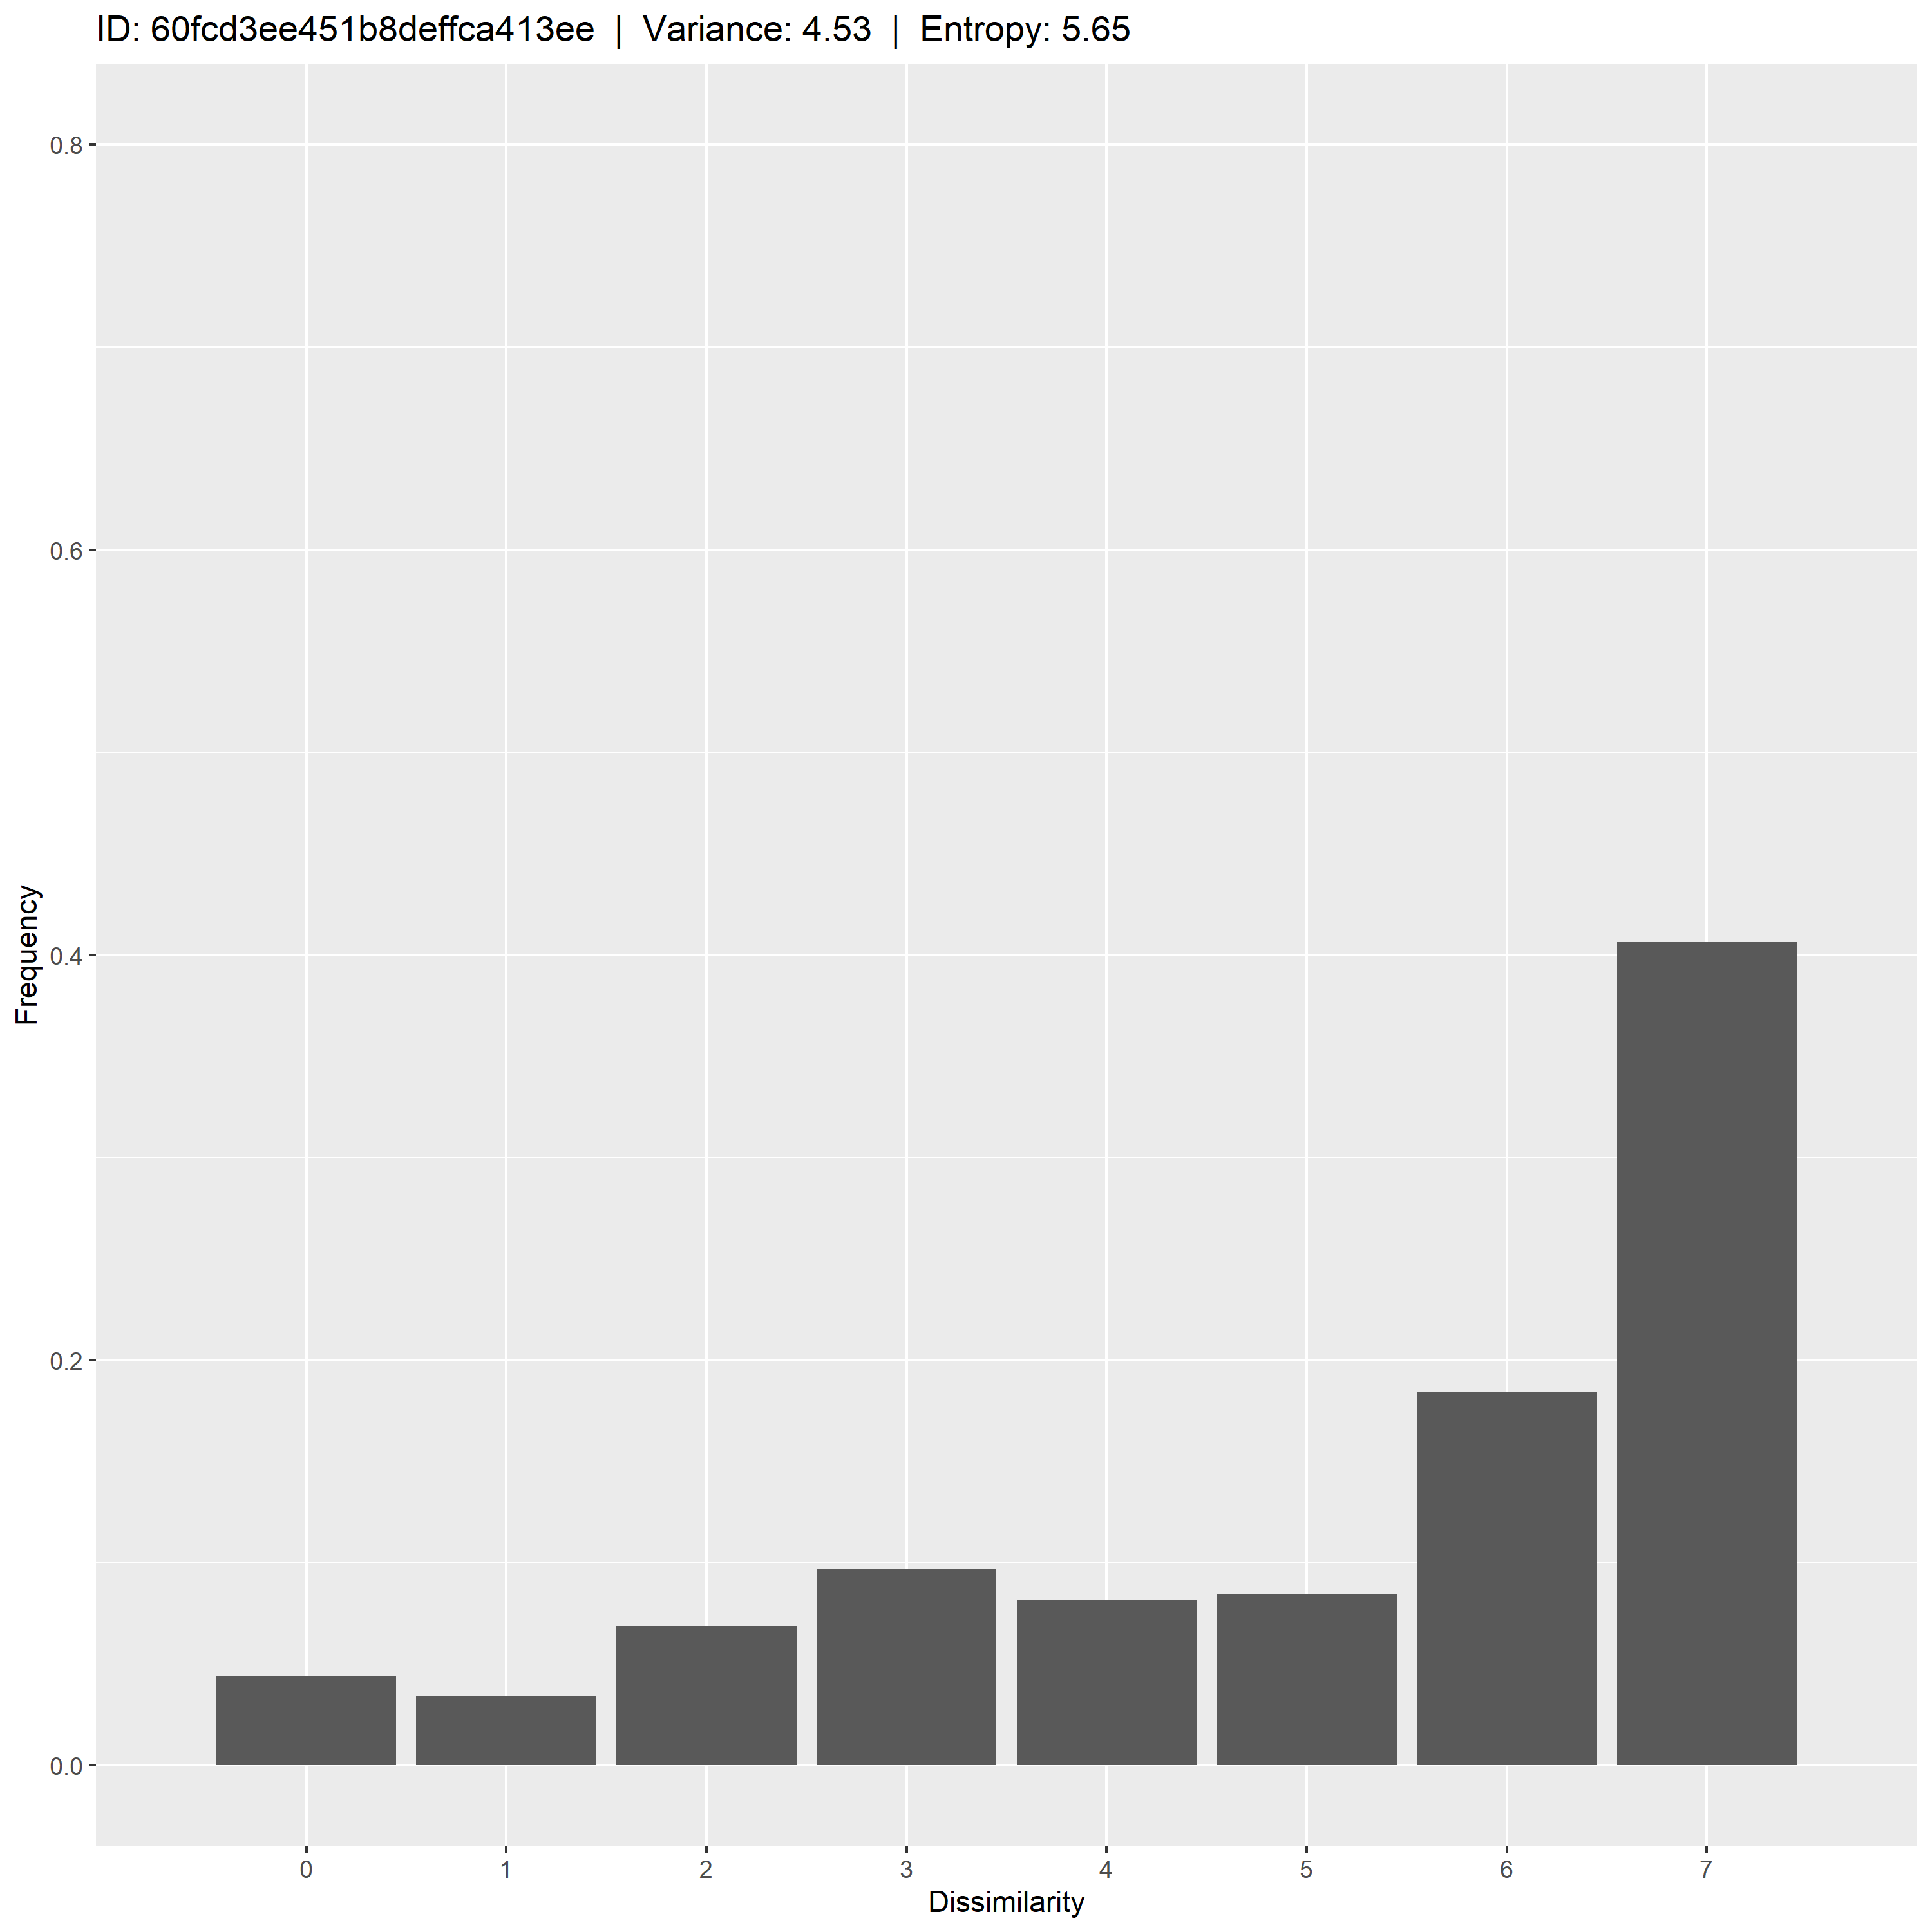 ID: 60fcd3ee451b8deffca413ee | Variance: 4.53 | Entropy: 5.65
Frequency
0.8
0.6
0.4
0.2
0.0
0 1 2 3 4 5 6 7
Dissimilarity